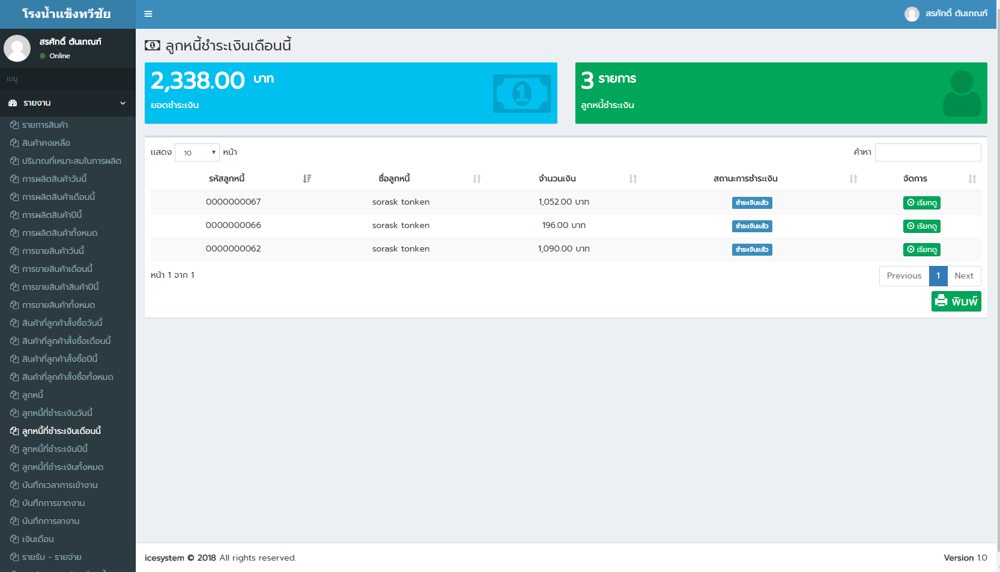 โรงน้ำแข็งทวีชัย
สรศักดิ์ ตันเกณฑ์
สรศักดิ์ ตันเกณฑ์
Online
เมนู
รายงาน
รายการสินค้า
สินค้าคงเหลือ
ปริมาณที่เหมาะสมในการผลิต
การผลิตสินค้าวันนี้
การผลิตสินค้าเดือนนี้
การผลิตสินค้าปีนี้
การผลิตสินค้าทั้งหมด
การขายสินค้าวันนี้
การขายสินค้าเดือนนี้
การขายสินค้าสินค้าปีนี้
การขายสินค้าทั้งหมด
สินค้าที่ลูกค้าสั้งซื้อวันนี้
สินค้าที่ลูกค้าสั้งซื้อเดือนนี้
สินค้าที่ลูกค้าสั้งซื้อปีนี้
สินค้าที่ลูกค้าสั้งซื้อทั้งหมด
ลูกหนี้
ลูกหนี้ที่ชำระเงินวันนี้
ลูกหนี้ที่ชำระเงินเดือนนี้
ลูกหนี้ที่ชำระเงินปีนี้
ลูกหนี้ที่ชำระเงินทั้งหมด
บันทึกเวลาการเข้างาน
บันทึกการขาดงาน
บันทึกการลางาน
เงินเดือน
รายรับ - รายจ่าย
ลูกหนี้ชำระเงินเดือนนี้
2,338.00 บาท
ยอดชำระเงิน
3 รายการ
ลูกหนี้ชำระเงิน
แสดง 10 หน้า
ค้าหา
รหัสลูกหนี้ ชื่อลูกหนี้ จำนวนเงิน สถานะการชำระเงิน จัดการ
0000000067 sorask tonken 1,052.00 บาท ชำระเงินแล้ว เรียกดู
0000000066 sorask tonken 196.00 บาท ชำระเงินแล้ว เรียกดู
0000000062 sorask tonken 1,090.00 บาท ชำระเงินแล้ว เรียกดู
หน้า 1 จาก 1
Previous 1 Next
พิมพ์
icesystem © 2018 All rights reserved.
Version 1.0